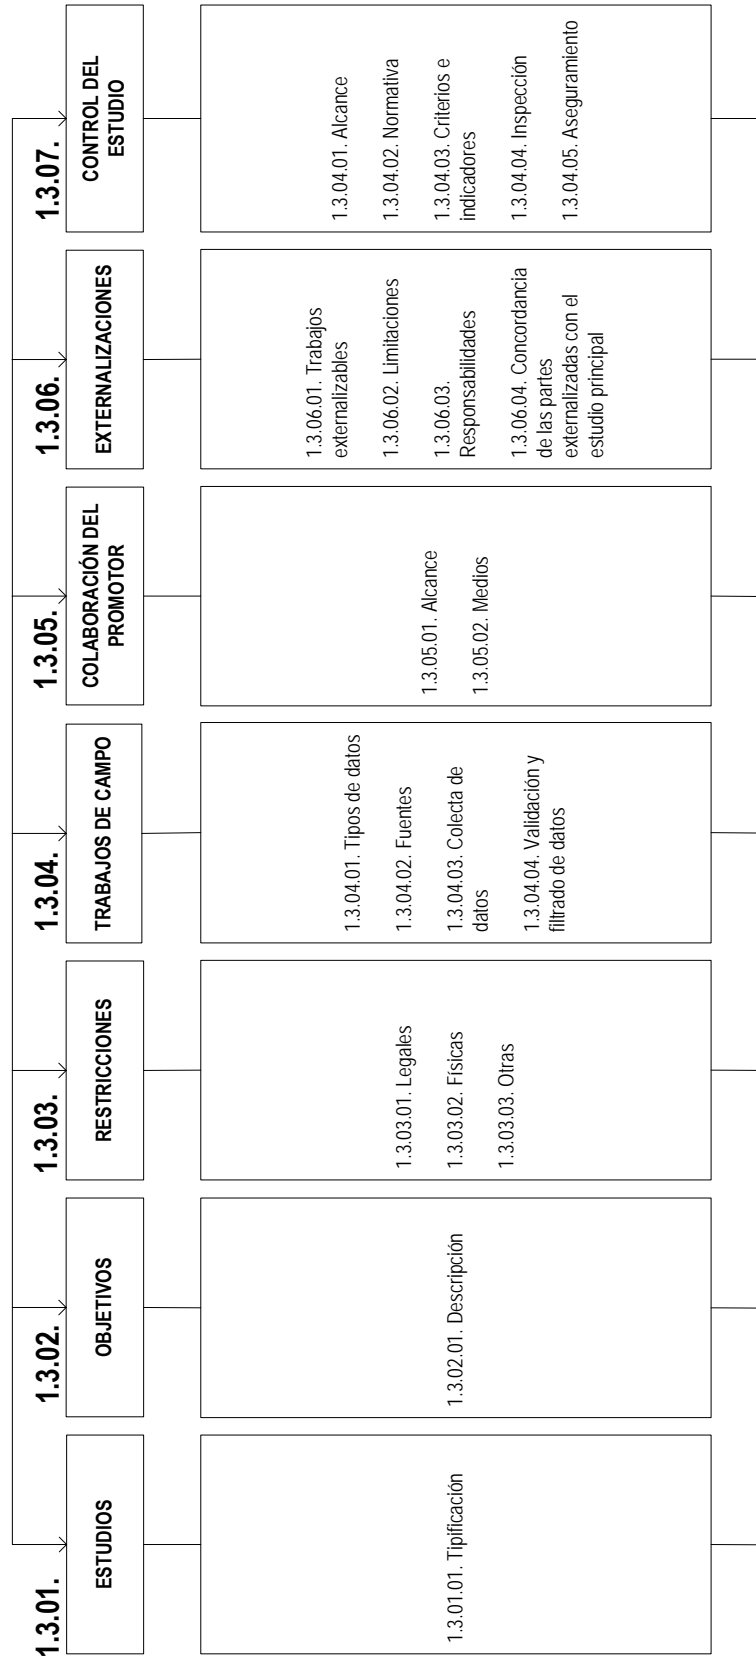 1.3.01.
ESTUDIOS
1.3.01.01. Tipificación
1.3.02.
OBJETIVOS
1.3.02.01. Descripción
1.3.03.
RESTRICCIONES
1.3.03.01. Legales
1.3.03.02. Físicas
1.3.03.03. Otras
1.3.04.
TRABAJOS DE CAMPO
1.3.04.01. Tipos de datos
1.3.04.02. Fuentes
1.3.04.03. Colecta de
datos
1.3.04.04. Validación y
filtrado de datos
1.3.05.
COLABORACIÓN DEL
PROMOTOR
1.3.05.01. Alcance
1.3.05.02. Medios
1.3.06.
EXTERNALIZACIONES
1.3.06.01. Trabajos
externalizables
1.3.06.02. Limitaciones
1.3.06.03.
Responsabilidades
1.3.06.04. Concordancia
de las partes
externalizadas con el
estudio principal
1.3.07.
CONTROL DEL
ESTUDIO
1.3.04.01. Alcance
1.3.04.02. Normativa
1.3.04.03. Criterios e
indicadores
1.3.04.04. Inspección
1.3.04.05. Aseguramiento